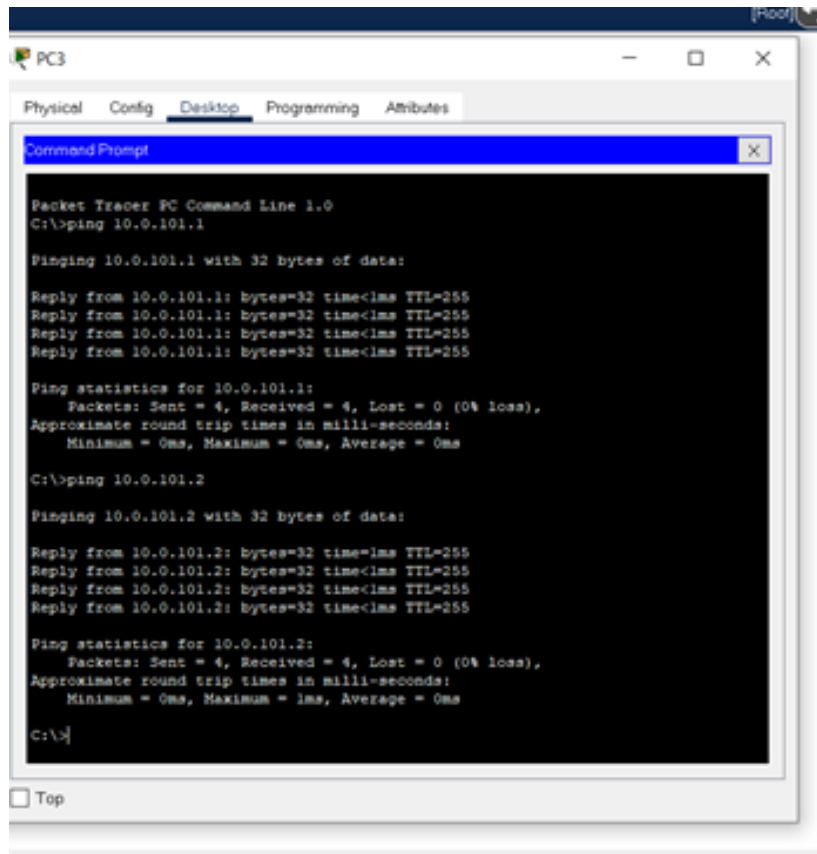 [Root]
PC3
Physical Config Desktop Programming Attributes
Command Prompt
Packet Tracer PC Command Line 1.0
C:\>ping 10.0.101.1
Pinging 10.0.101.1 with 32 bytes of data:
Reply from 10.0.101.1: bytes=32 time<1ms TTL=255
Reply from 10.0.101.1: bytes=32 time<1ms TTL=255
Reply from 10.0.101.1: bytes=32 time<1ms TTL=255
Reply from 10.0.101.1: bytes=32 time<1ms TTL=255
Ping statistics for 10.0.101.1:
Packets: Sent = 4, Received = 4, Lost = 0 (0% loss),
Approximate round trip times in milli-seconds:
Minimum = 0ms, Maximum = 0ms, Average = 0ms
C:\>ping 10.0.101.2
Pinging 10.0.101.2 with 32 bytes of data:
Reply from 10.0.101.2: bytes=32 time=1ms TTL=255
Reply from 10.0.101.2: bytes=32 time<1ms TTL=255
Reply from 10.0.101.2: bytes=32 time<1ms TTL=255
Reply from 10.0.101.2: bytes=32 time<1ms TTL=255
Ping statistics for 10.0.101.2:
Packets: Sent = 4, Received = 4, Lost = 0 (0% loss),
Approximate round trip times in milli-seconds:
Minimum = 0ms, Maximum = 1ms, Average = 0ms
C:\>
Top